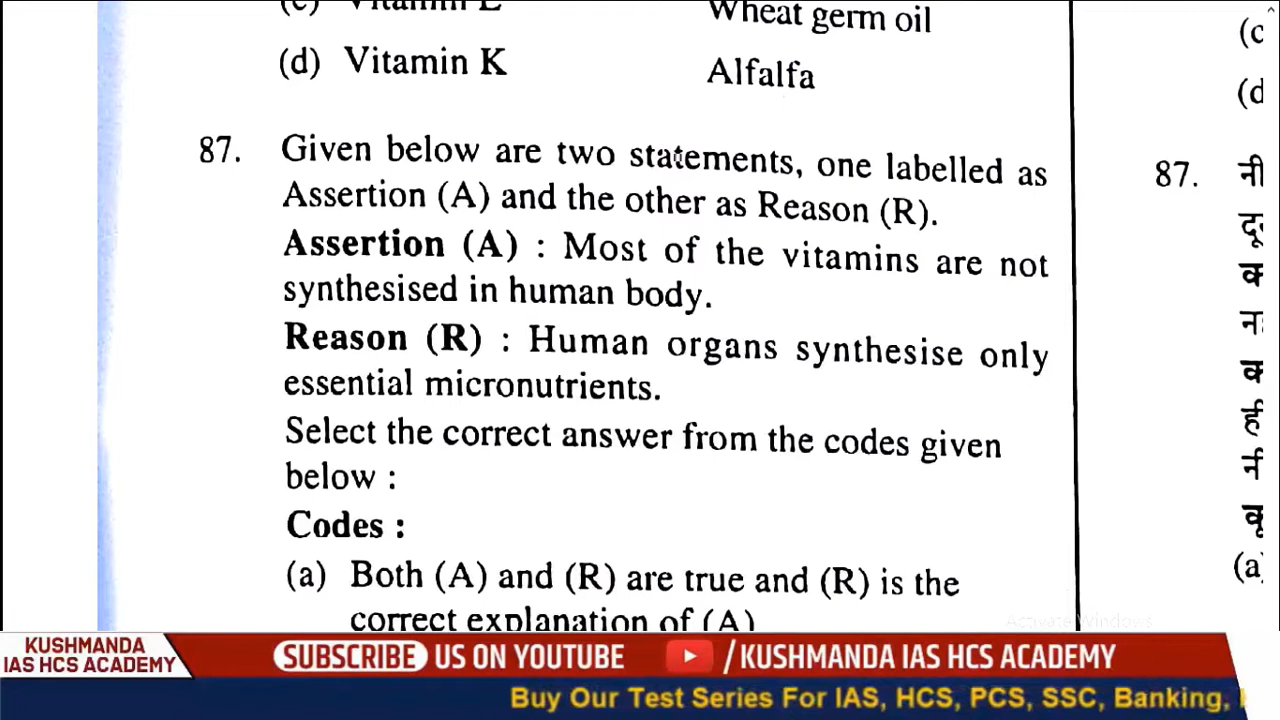 (c) Vitamin E Wheat germ oil
(d) Vitamin K Alfalfa
(c
(d
87. Given below are two statements, one labelled as
Assertion (A) and the other as Reason (R).
Assertion (A) : Most of the vitamins are not
synthesised in human body.
Reason (R) : Human organs synthesise only
essential micronutrients.
Select the correct answer from the codes given
below :
Codes :
(a) Both (A) and (R) are true and (R) is the
correct explanation of (A)
87. नी
(a
Activate Windows
KUSHMANDA
IAS HCS ACADEMY
SUBSCRIBE US ON YOUTUBE /KUSHMANDA IAS HCS ACADEMY
Buy Our Test Series For IAS, HCS, PCS, SSC, Banking,